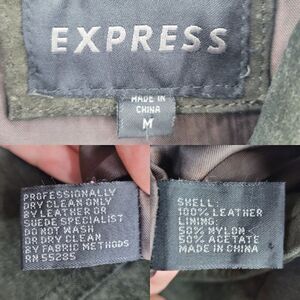 EXPRESS
MADE IN
CHINA
M
PROFESSIONALLY
DRY CLEAN ONLY
BY LEATHER OR
SUEDE SPECIALIST
DO NOT WASH
OR DRY CLEAN
BY FABRIC METHODS
RN 55285
SHELL:
100% LEATHER
LINING:
50% NYLON
50% ACETATE
MADE IN CHINA